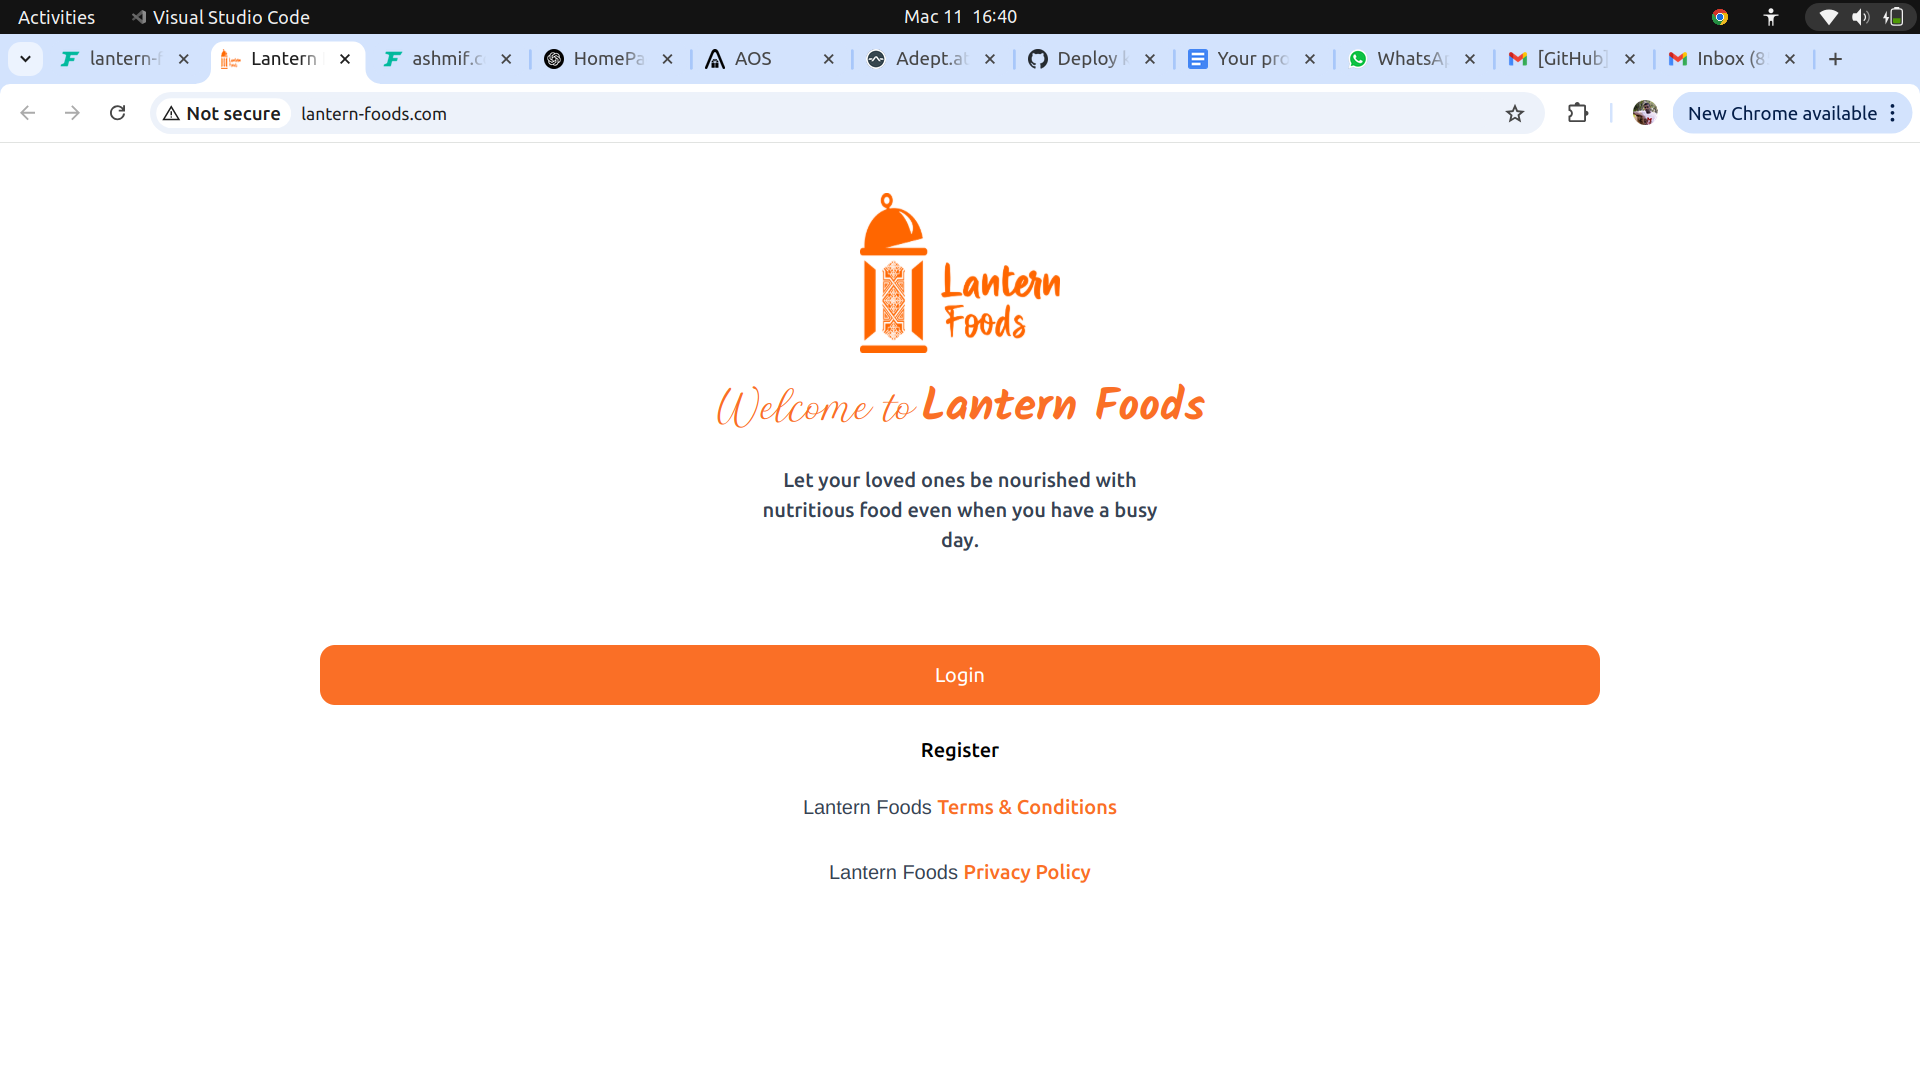 Activities
Visual Studio Code
Mac 11 16:40
lantern-f
Lantern
ashmif.c
HomePa
AOS
Adept.at
Deploy
Your pro
WhatsAp
[GitHub]
Inbox (8
Not secure
lantern-foods.com
New Chrome available
Lantern
Foods
Welcome to Lantern Foods
Let your loved ones be nourished with
nutritious food even when you have a busy
day.
Login
Register
Lantern Foods Terms & Conditions
Lantern Foods Privacy Policy